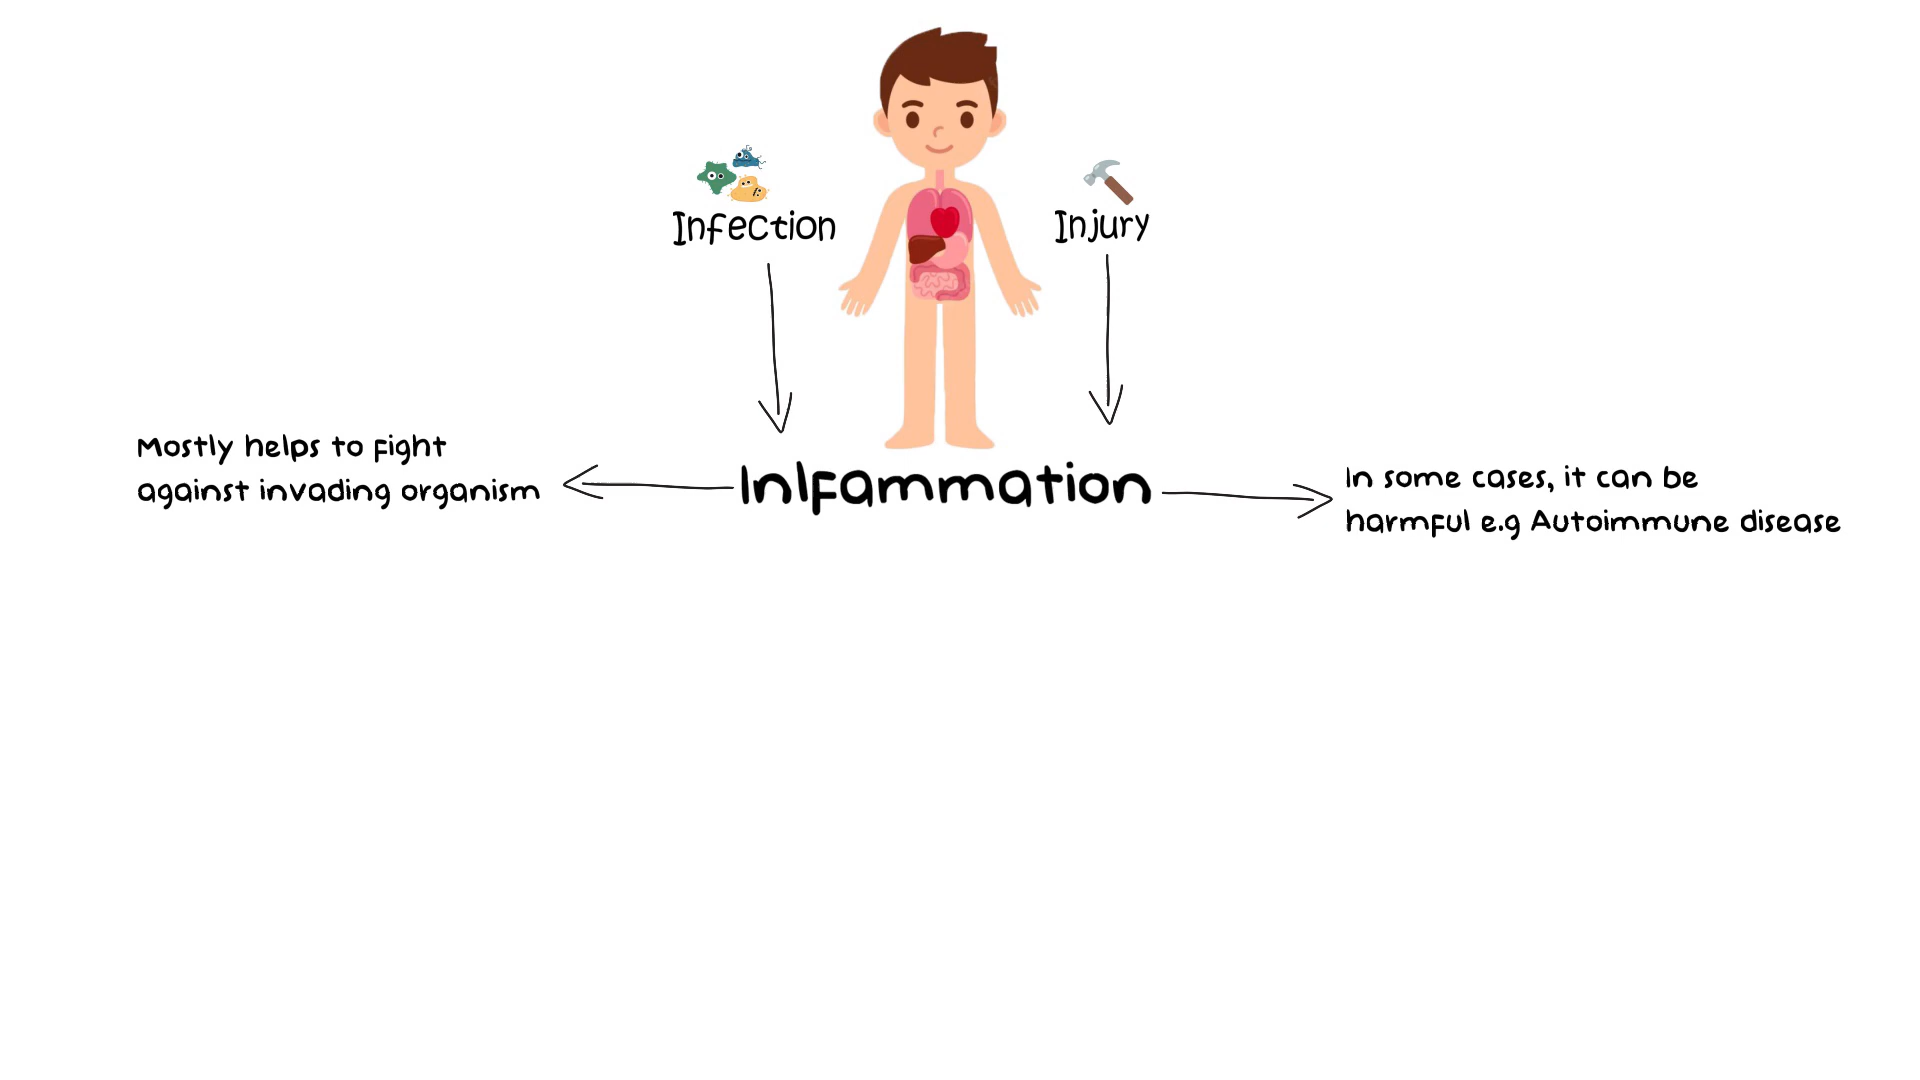 Infection
Injury
Mostly helps to fight
against invading organism
Inlfammation
In some cases, it can be
harmful e.g Autoimmune disease